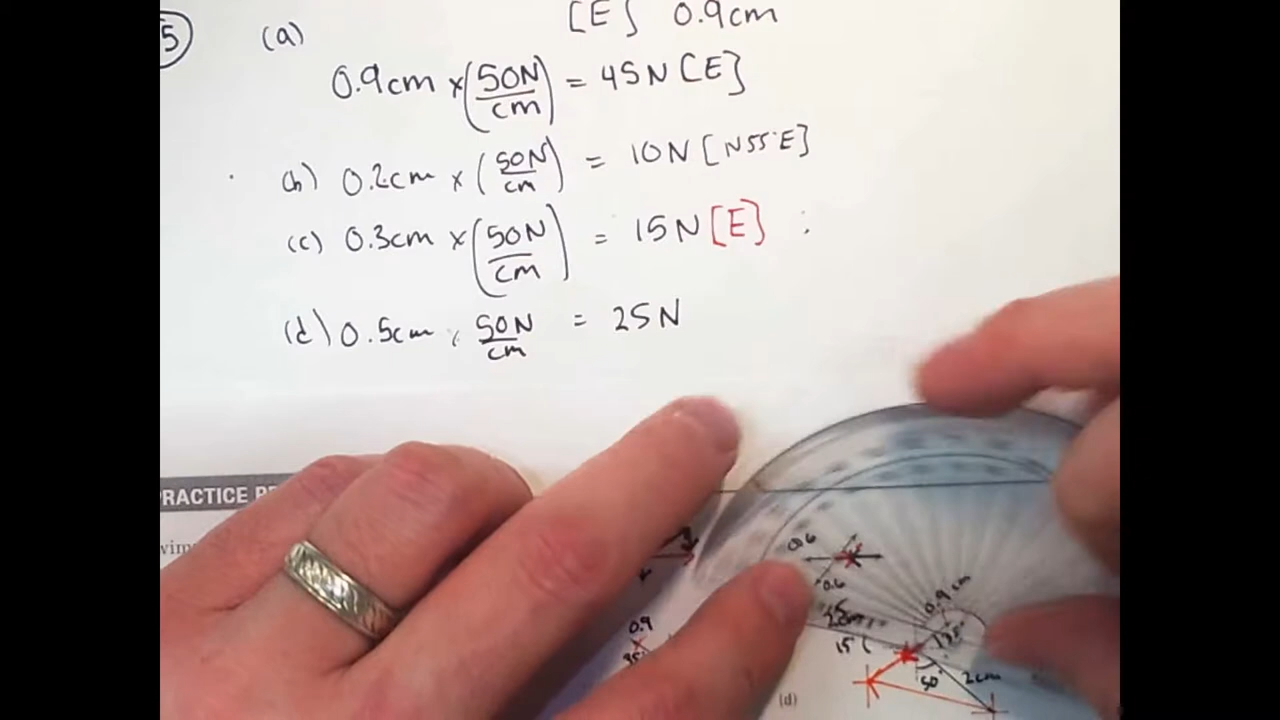 5 (a) [E] 0.9cm
0.9cm × (50N/cm) = 45N [E]
(b) 0.2cm × (50N/cm) = 10N [N55°E]
(c) 0.3cm × (50N/cm) = 15N [E]
(d) 0.5cm 50N/cm = 25N
0.6
0.6
0.9 cm
0.9
15
50°
2cm
(d)